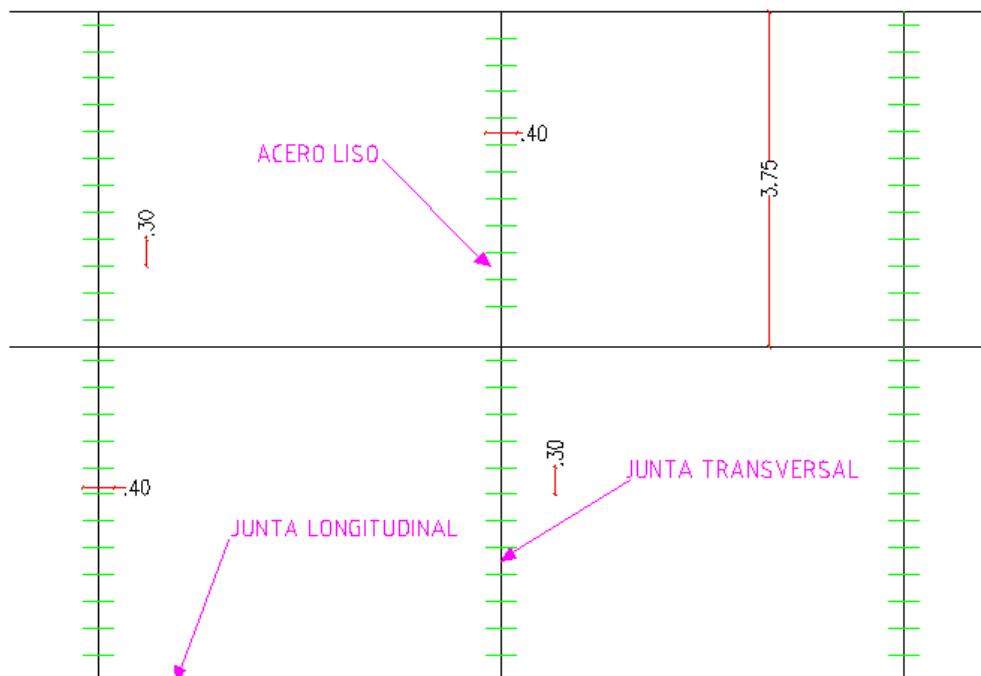 .40
ACERO LISO
3.75
.30
.30
JUNTA TRANSVERSAL
.40
JUNTA LONGITUDINAL